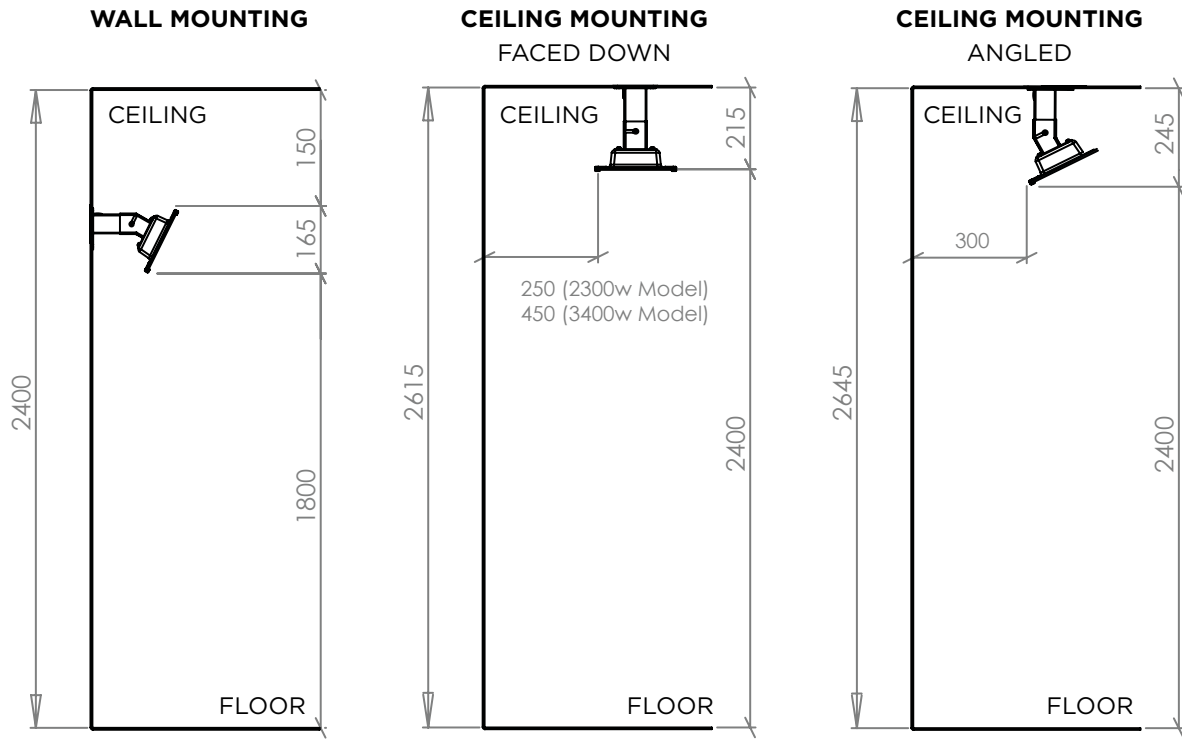 WALL MOUNTING
CEILING
150
165
2400
1800
FLOOR
CEILING MOUNTING
FACED DOWN
CEILING
215
250 (2300w Model)
450 (3400w Model)
2615
2400
FLOOR
CEILING MOUNTING
ANGLED
CEILING
245
300
2645
2400
FLOOR